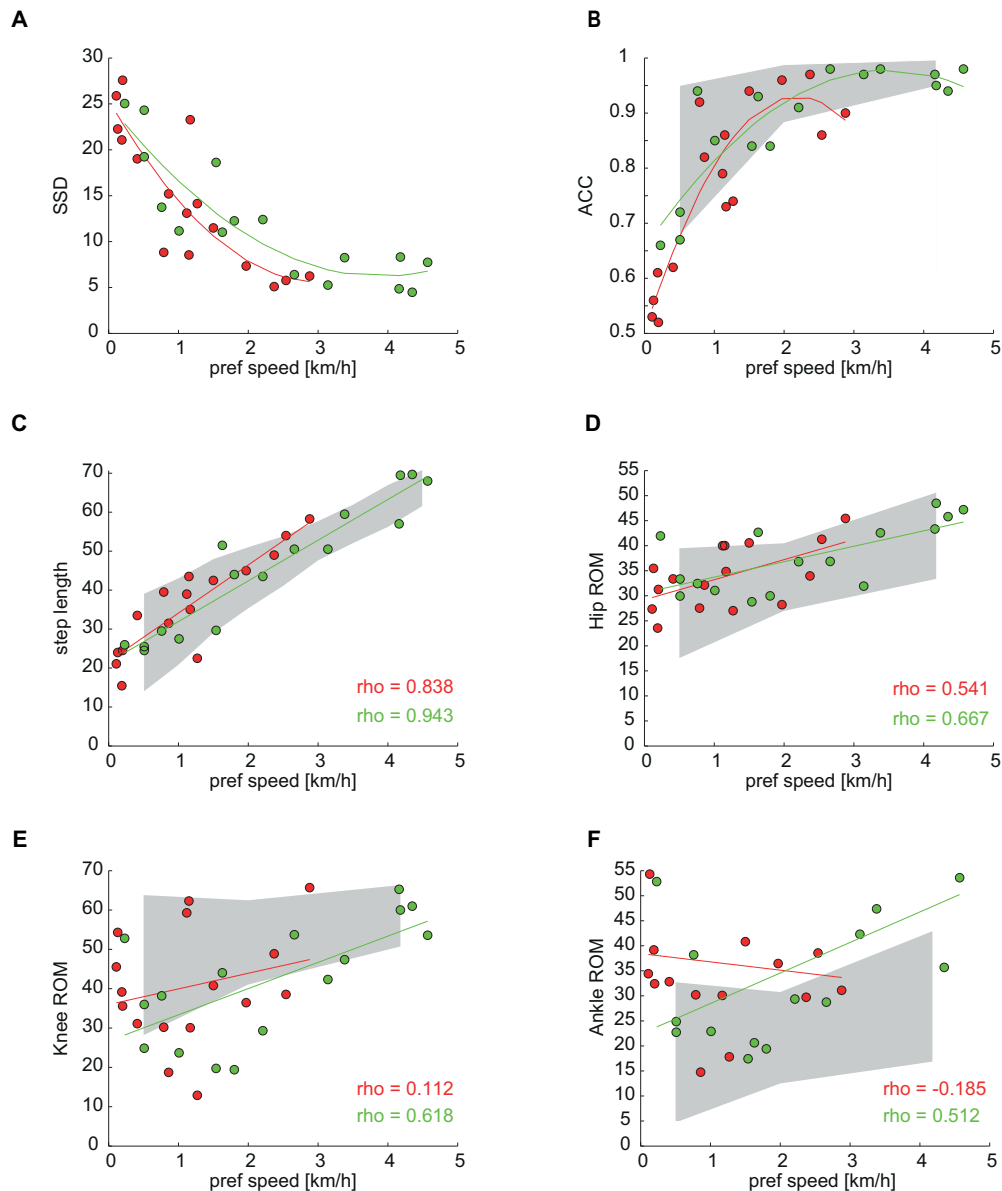 A
B
30
25
20
15
10
5
0
SSD
0 1 2 3 4 5
pref speed [km/h]
1
0.9
0.8
0.7
0.6
0.5
ACC
0 1 2 3 4 5
pref speed [km/h]
C
D
70
60
50
40
30
20
10
0
step length
rho = 0.838
rho = 0.943
0 1 2 3 4 5
pref speed [km/h]
55
50
45
40
35
30
25
20
15
10
5
0
Hip ROM
rho = 0.541
rho = 0.667
0 1 2 3 4 5
pref speed [km/h]
E
F
70
60
50
40
30
20
10
0
Knee ROM
rho = 0.112
rho = 0.618
0 1 2 3 4 5
pref speed [km/h]
55
50
45
40
35
30
25
20
15
10
5
0
Ankle ROM
rho = -0.185
rho = 0.512
0 1 2 3 4 5
pref speed [km/h]